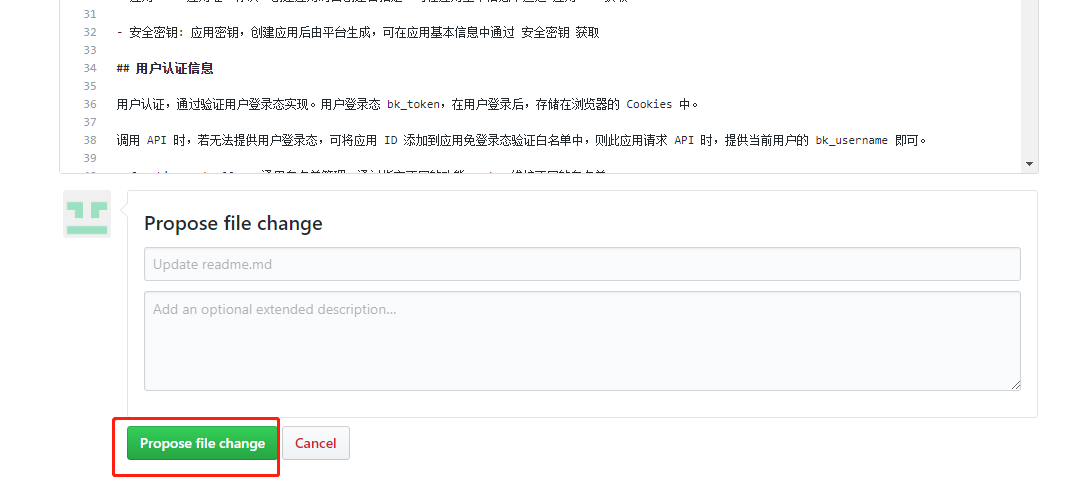 31
32 - 安全密钥: 应用密钥，创建应用后由平台生成，可在应用基本信息中通过 安全密钥 获取
33
34 ## 用户认证信息
35
36 用户认证，通过验证用户登录态实现。用户登录态 bk_token，在用户登录后，存储在浏览器的 Cookies 中。
37
38 调用 API 时，若无法提供用户登录态，可将应用 ID 添加到应用免登录态验证白名单中，则此应用请求 API 时，提供当前用户的 bk_username 即可。
39
Propose file change
Update readme.md
Add an optional extended description...
Propose file change Cancel